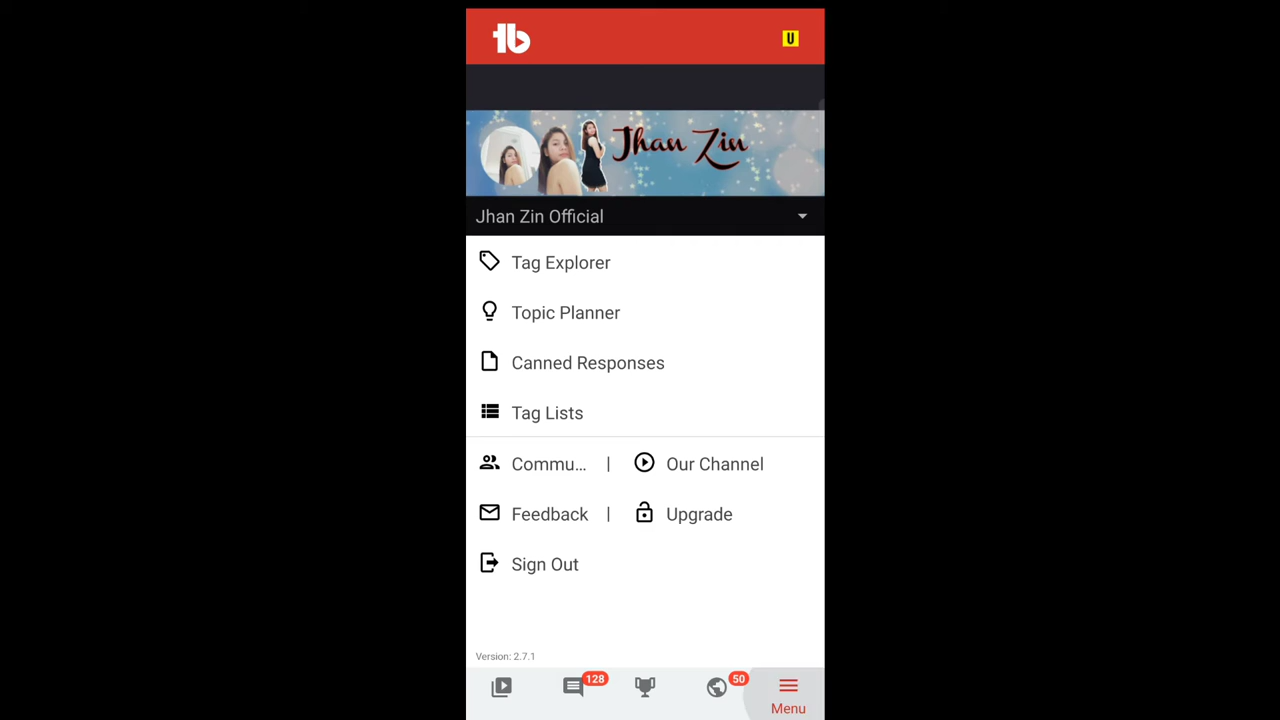 tb
U
Jhan Zin
Jhan Zin Official
Tag Explorer
Topic Planner
Canned Responses
Tag Lists
Commu... | Our Channel
Feedback | Upgrade
Sign Out
Version: 2.7.1
128
50
Menu